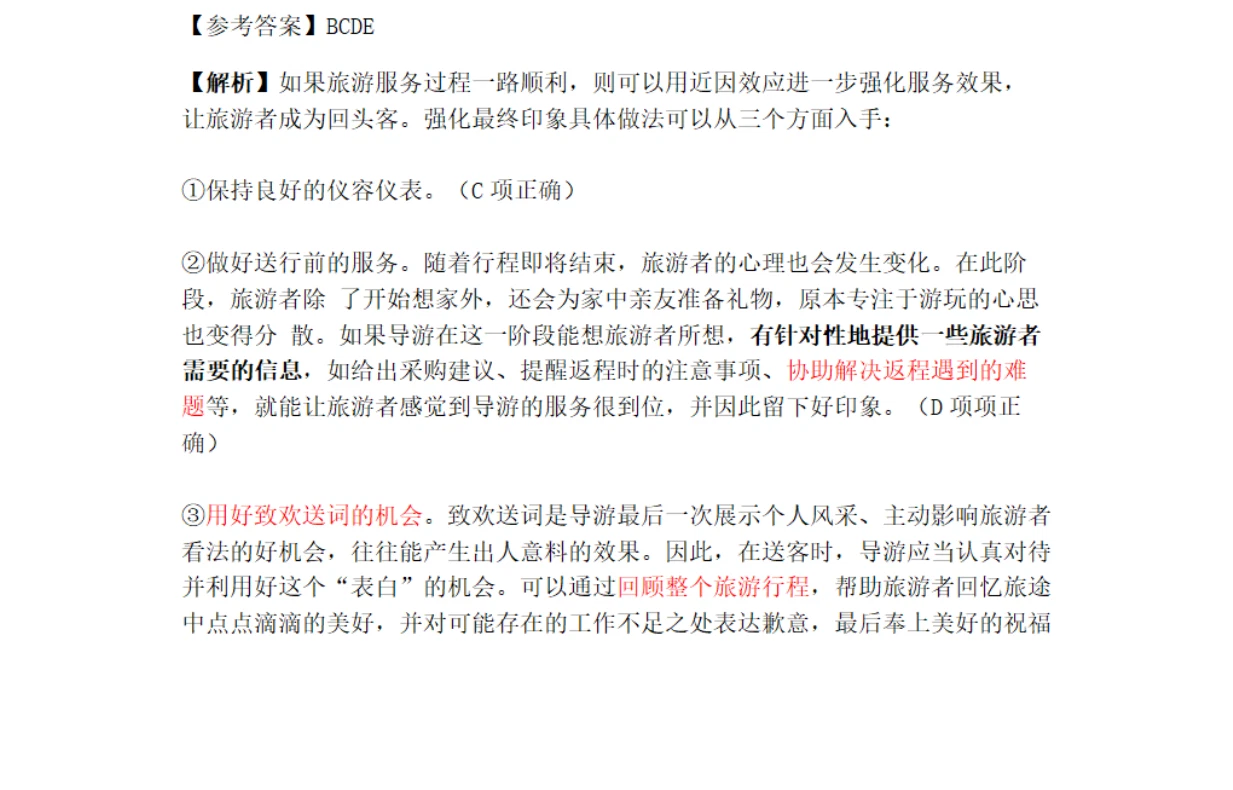 【参考答案】BCDE
【解析】如果旅游服务过程一路顺利，则可以用近因效应进一步强化服务效果，
让旅游者成为回头客。强化最终印象具体做法可以从三个方面入手：
①保持良好的仪容仪表。（C 项正确）
②做好送行前的服务。随着行程即将结束，旅游者的心理也会发生变化。在此阶
段，旅游者除 了开始想家外，还会为家中亲友准备礼物，原本专注于游玩的心思
也变得分 散。如果导游在这一阶段能想旅游者所想，有针对性地提供一些旅游者
需要的信息，如给出采购建议、提醒返程时的注意事项、协助解决返程遇到的难
题等，就能让旅游者感觉到导游的服务很到位，并因此留下好印象。（D 项项正
确）
③用好致欢送词的机会。致欢送词是导游最后一次展示个人风采、主动影响旅游者
看法的好机会，往往能产生出人意料的效果。因此，在送客时，导游应当认真对待
并利用好这个“表白”的机会。可以通过回顾整个旅游行程，帮助旅游者回忆旅途
中点点滴滴的美好，并对可能存在的工作不足之处表达歉意，最后奉上美好的祝福